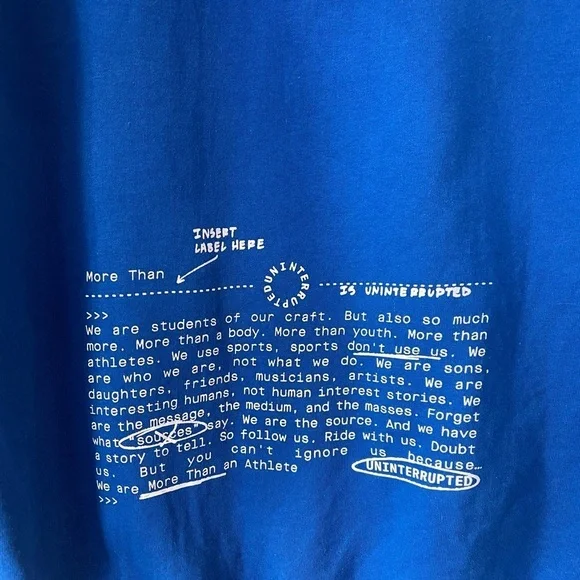 INSERT
LABEL HERE
More Than
UNINTERRUPTED
IS UNINTERRUPTED
>>>
We are students of our craft. But also so much
more. More than a body. More than youth. More than
athletes. We use sports, sports don't use us. We
are who we are, not what we do. We are sons,
daughters, friends, musicians, artists. We are
interesting humans, not human interest stories. We
are the message, the medium, and the masses. Forget
what "sources" say. We are the source. And we have
a story to tell. So follow us. Ride with us. Doubt
us. But you can't ignore us because…
We are More Than an Athlete UNINTERRUPTED
>>>